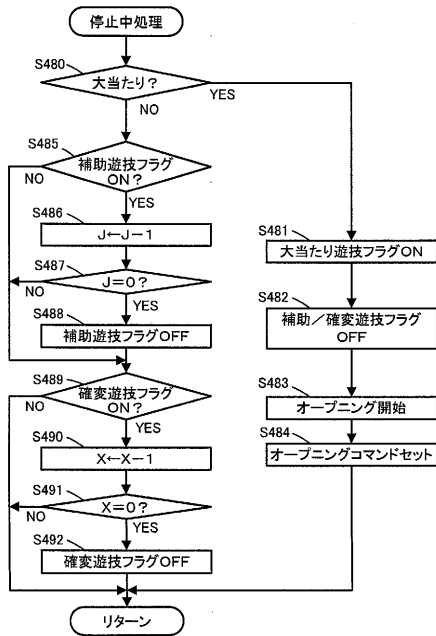 停止中処理
S480
大当たり？
YES
NO
S485
補助遊技フラグ
ON？
NO
YES
S486
J←J－1
S487
J＝0？
NO
YES
S488
補助遊技フラグOFF
S489
確変遊技フラグ
ON？
NO
YES
S490
X←X－1
S491
X＝0？
NO
YES
S492
確変遊技フラグOFF
S481
大当たり遊技フラグON
S482
補助／確変遊技フラグ
OFF
S483
オープニング開始
S484
オープニングコマンドセット
リターン